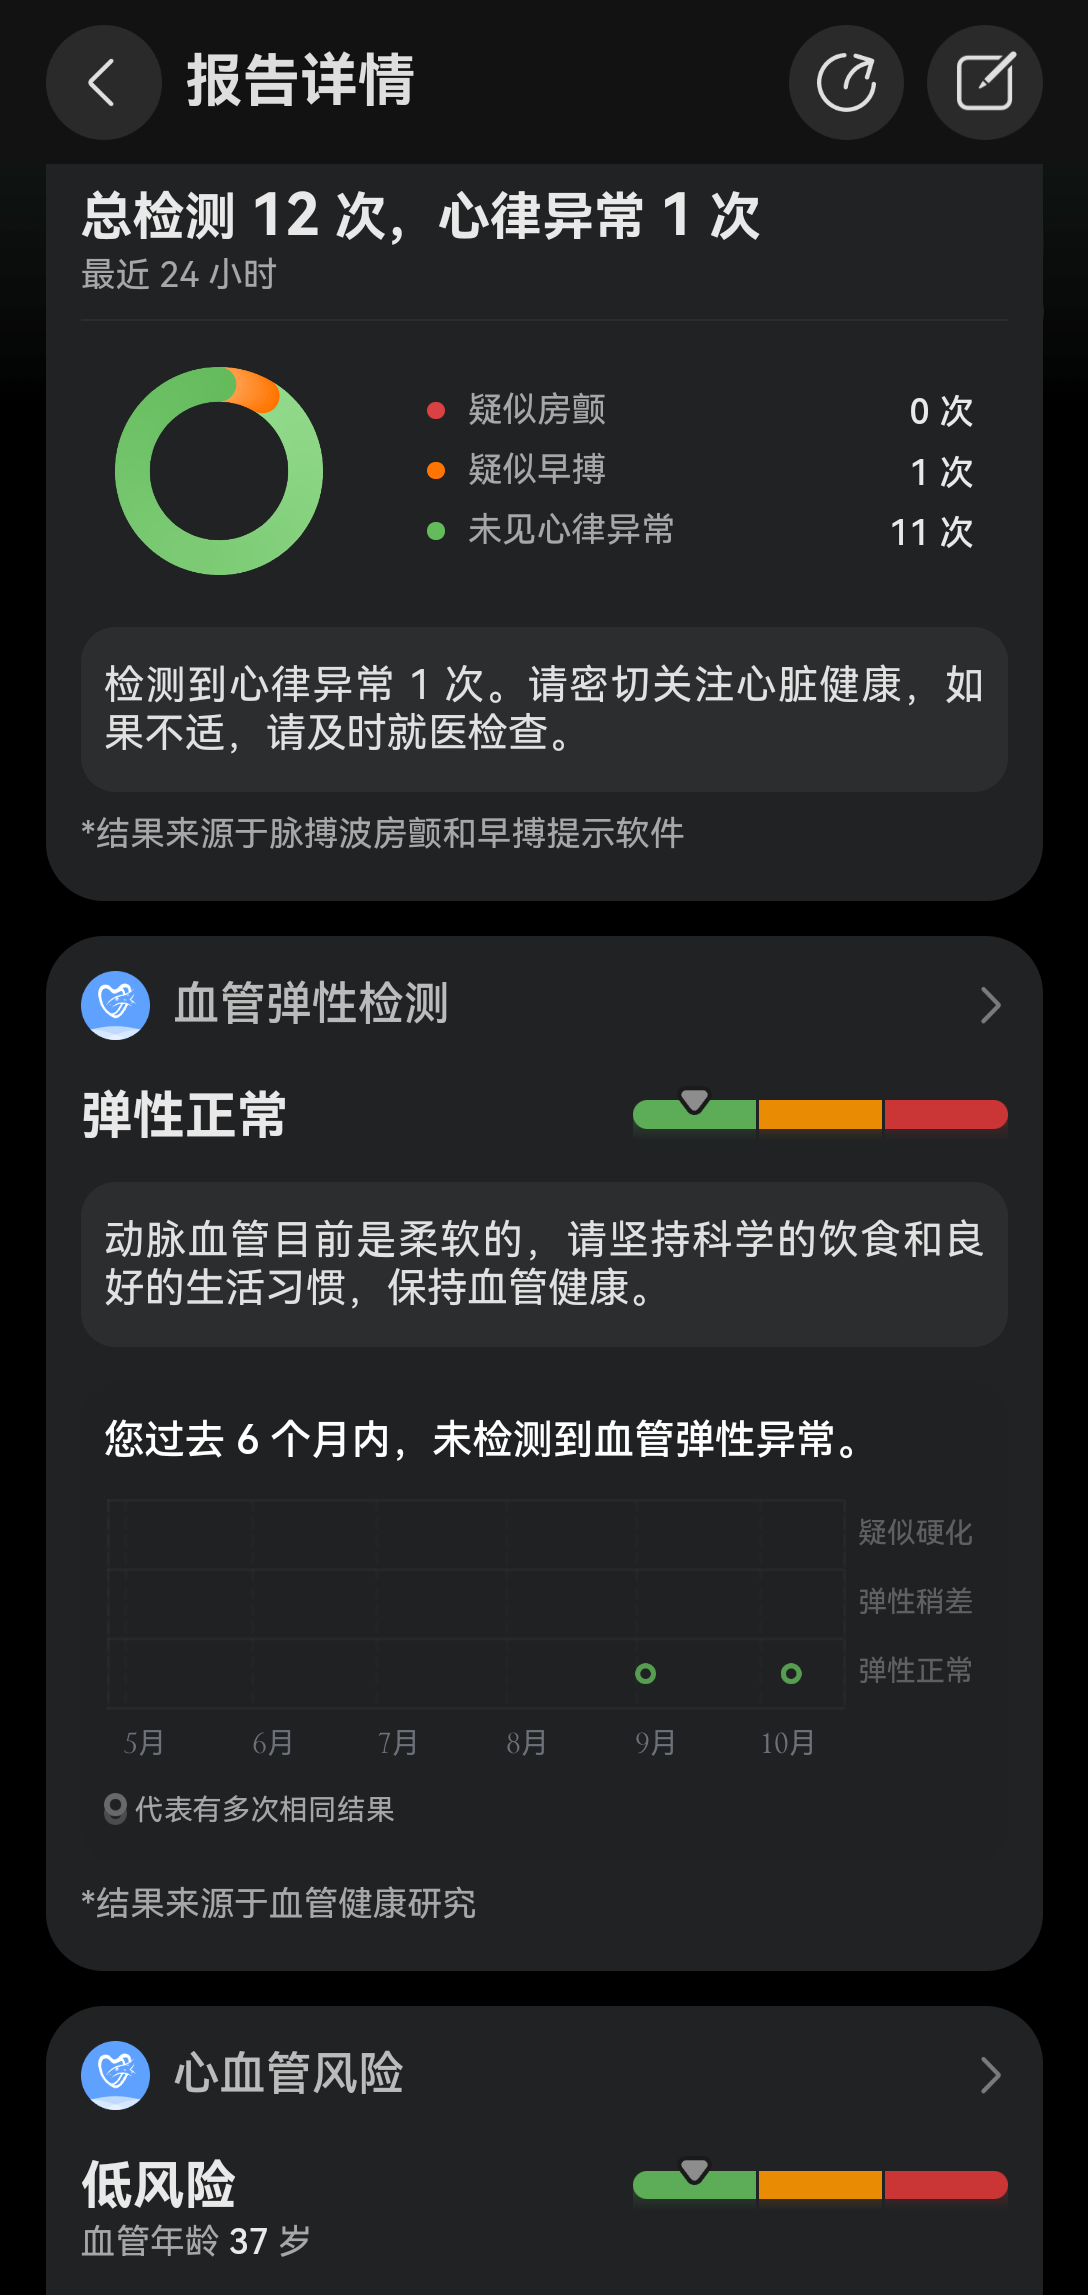 报告详情
总检测 12 次，心律异常 1 次
最近 24 小时
疑似房颤 0 次
疑似早搏 1 次
未见心律异常 11 次
检测到心律异常 1 次。请密切关注心脏健康，如
果不适，请及时就医检查。
*结果来源于脉搏波房颤和早搏提示软件
血管弹性检测
弹性正常
动脉血管目前是柔软的，请坚持科学的饮食和良
好的生活习惯，保持血管健康。
您过去 6 个月内，未检测到血管弹性异常。
疑似硬化
弹性稍差
弹性正常
5月 6月 7月 8月 9月 10月
代表有多次相同结果
*结果来源于血管健康研究
心血管风险
低风险
血管年龄 37 岁